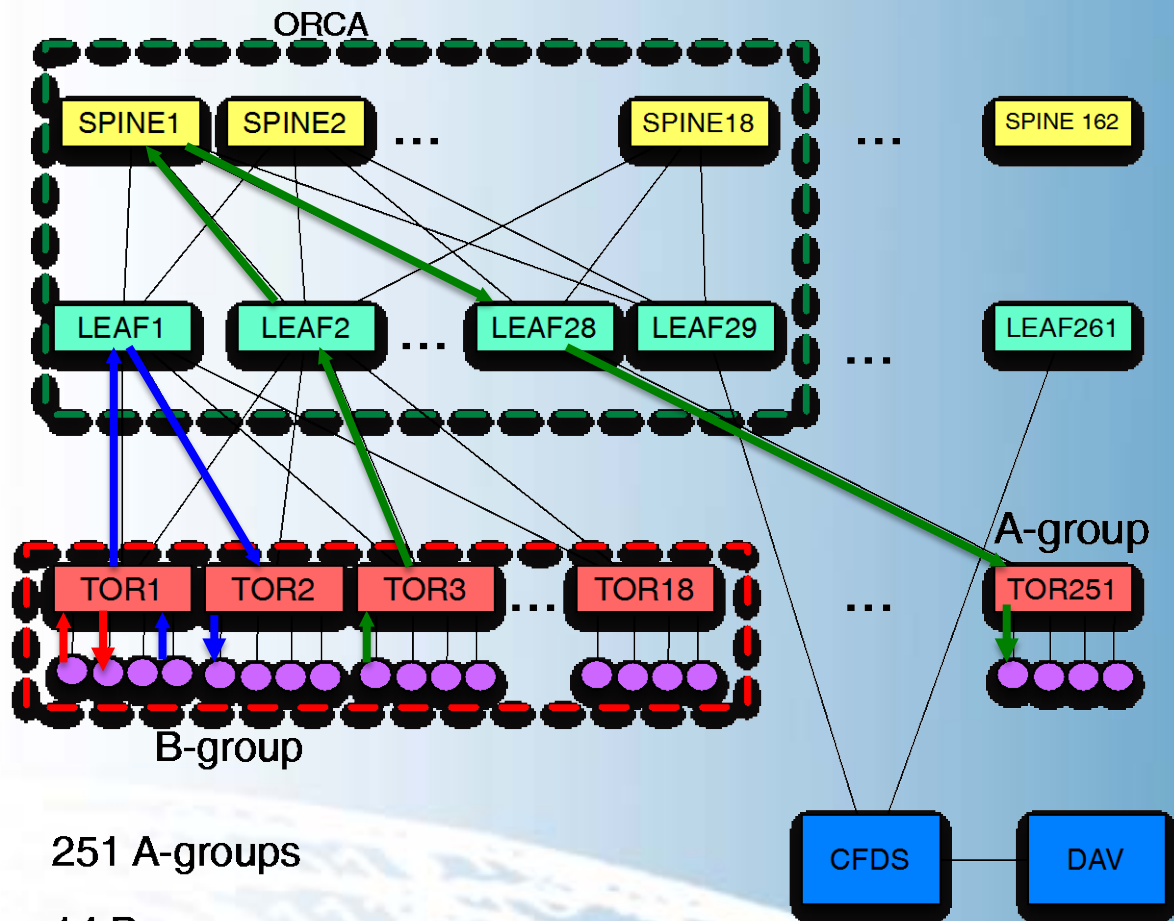 ORCA
SPINE1 SPINE2 ... SPINE18 ... SPINE 162
LEAF1 LEAF2 ... LEAF28 LEAF29 ... LEAF261
A-group
TOR1 TOR2 TOR3 ... TOR18 ... TOR251
B-group
251 A-groups
CFDS DAV